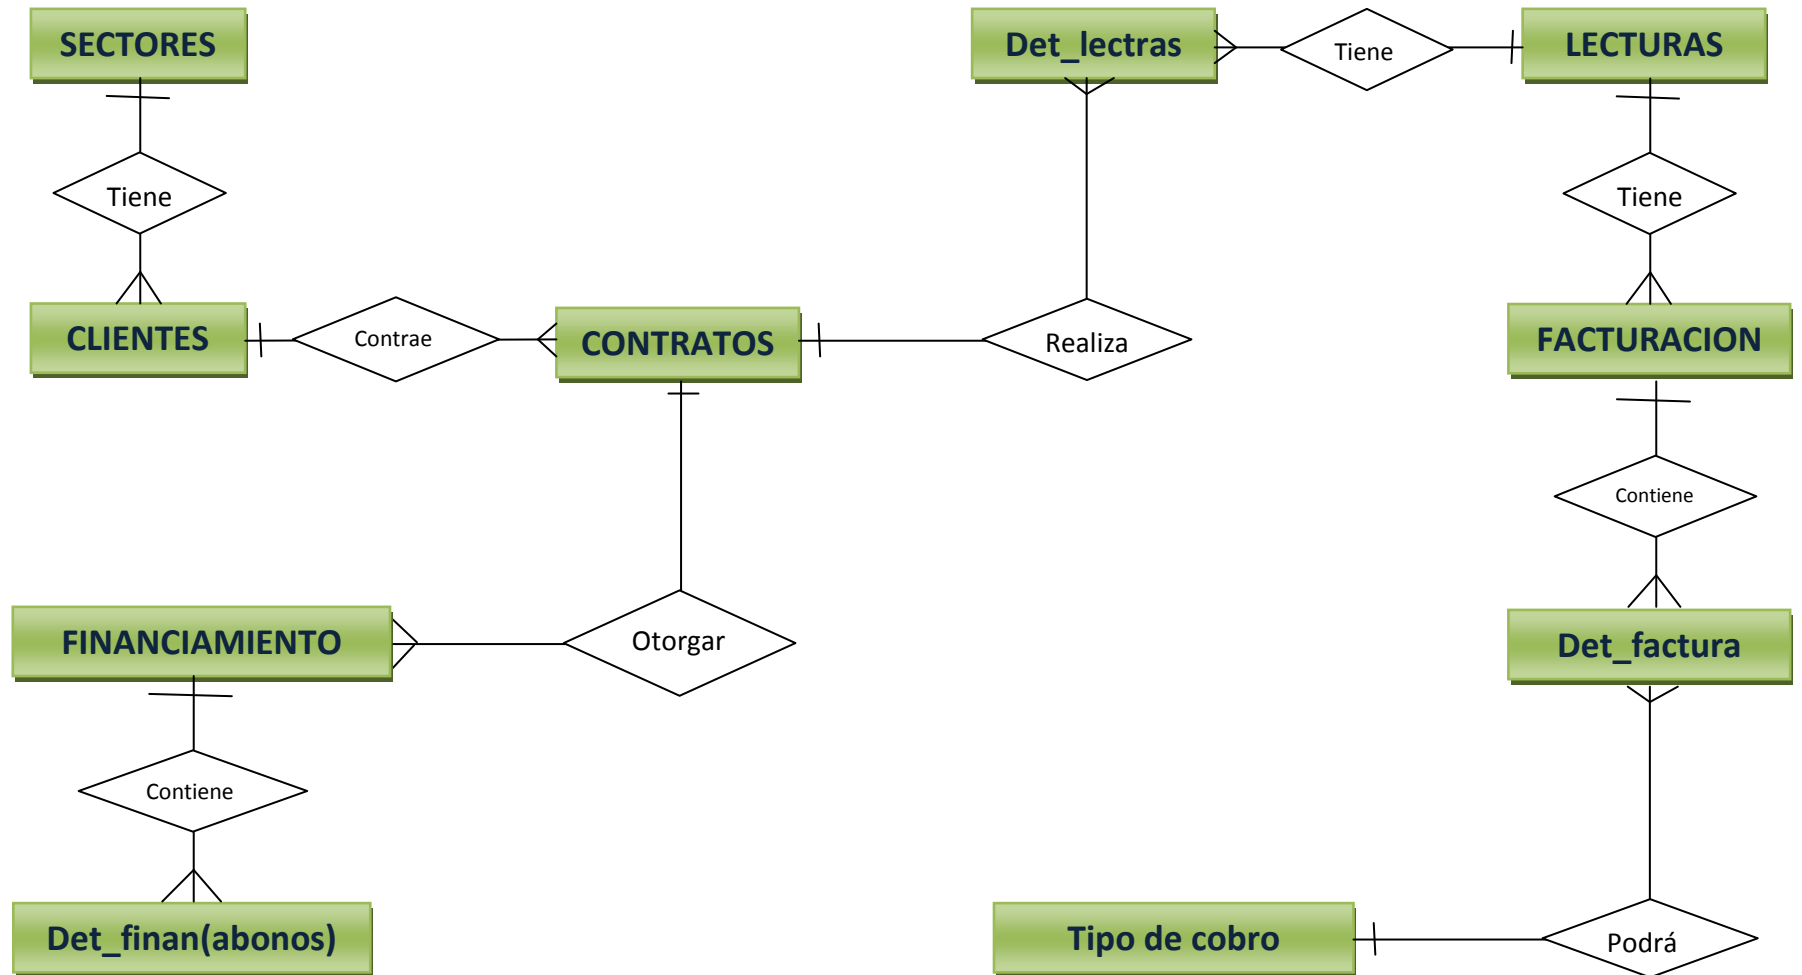 SECTORES
Det_lectras
Tiene
LECTURAS
Tiene
Tiene
CLIENTES
Contrae
CONTRATOS
Realiza
FACTURACION
Contiene
FINANCIAMIENTO
Otorgar
Det_factura
Contiene
Det_finan(abonos)
Tipo de cobro
Podrá